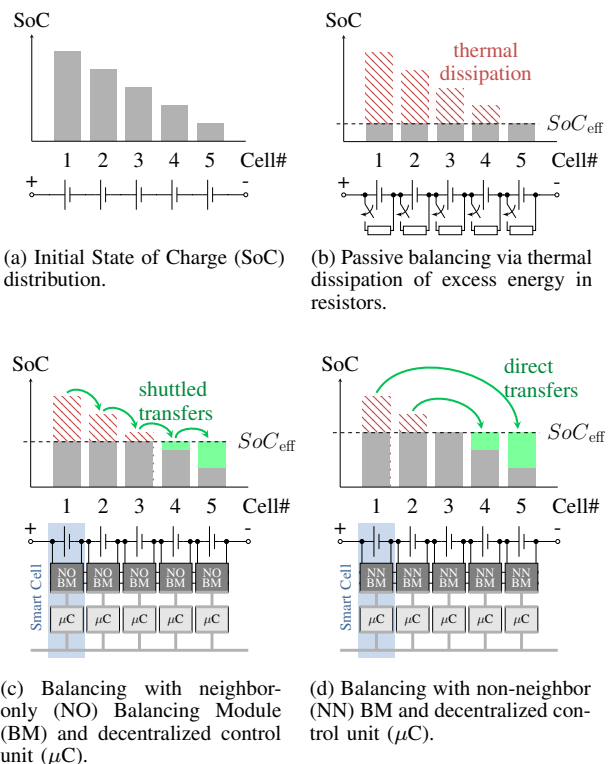 SoC
1 2 3 4 5 Cell#
+ -
(a) Initial State of Charge (SoC)
distribution.
SoC
thermal
dissipation
SoC_eff
1 2 3 4 5 Cell#
+ -
(b) Passive balancing via thermal
dissipation of excess energy in
resistors.
SoC
shuttled
transfers
SoC_eff
1 2 3 4 5 Cell#
+ -
Smart Cell
NO BM NO BM NO BM NO BM NO BM
μC μC μC μC μC
(c) Balancing with neighbor-
only (NO) Balancing Module
(BM) and decentralized control
unit (μC).
SoC
direct
transfers
SoC_eff
1 2 3 4 5 Cell#
+ -
Smart Cell
NN BM NN BM NN BM NN BM NN BM
μC μC μC μC μC
(d) Balancing with non-neighbor
(NN) BM and decentralized con-
trol unit (μC).